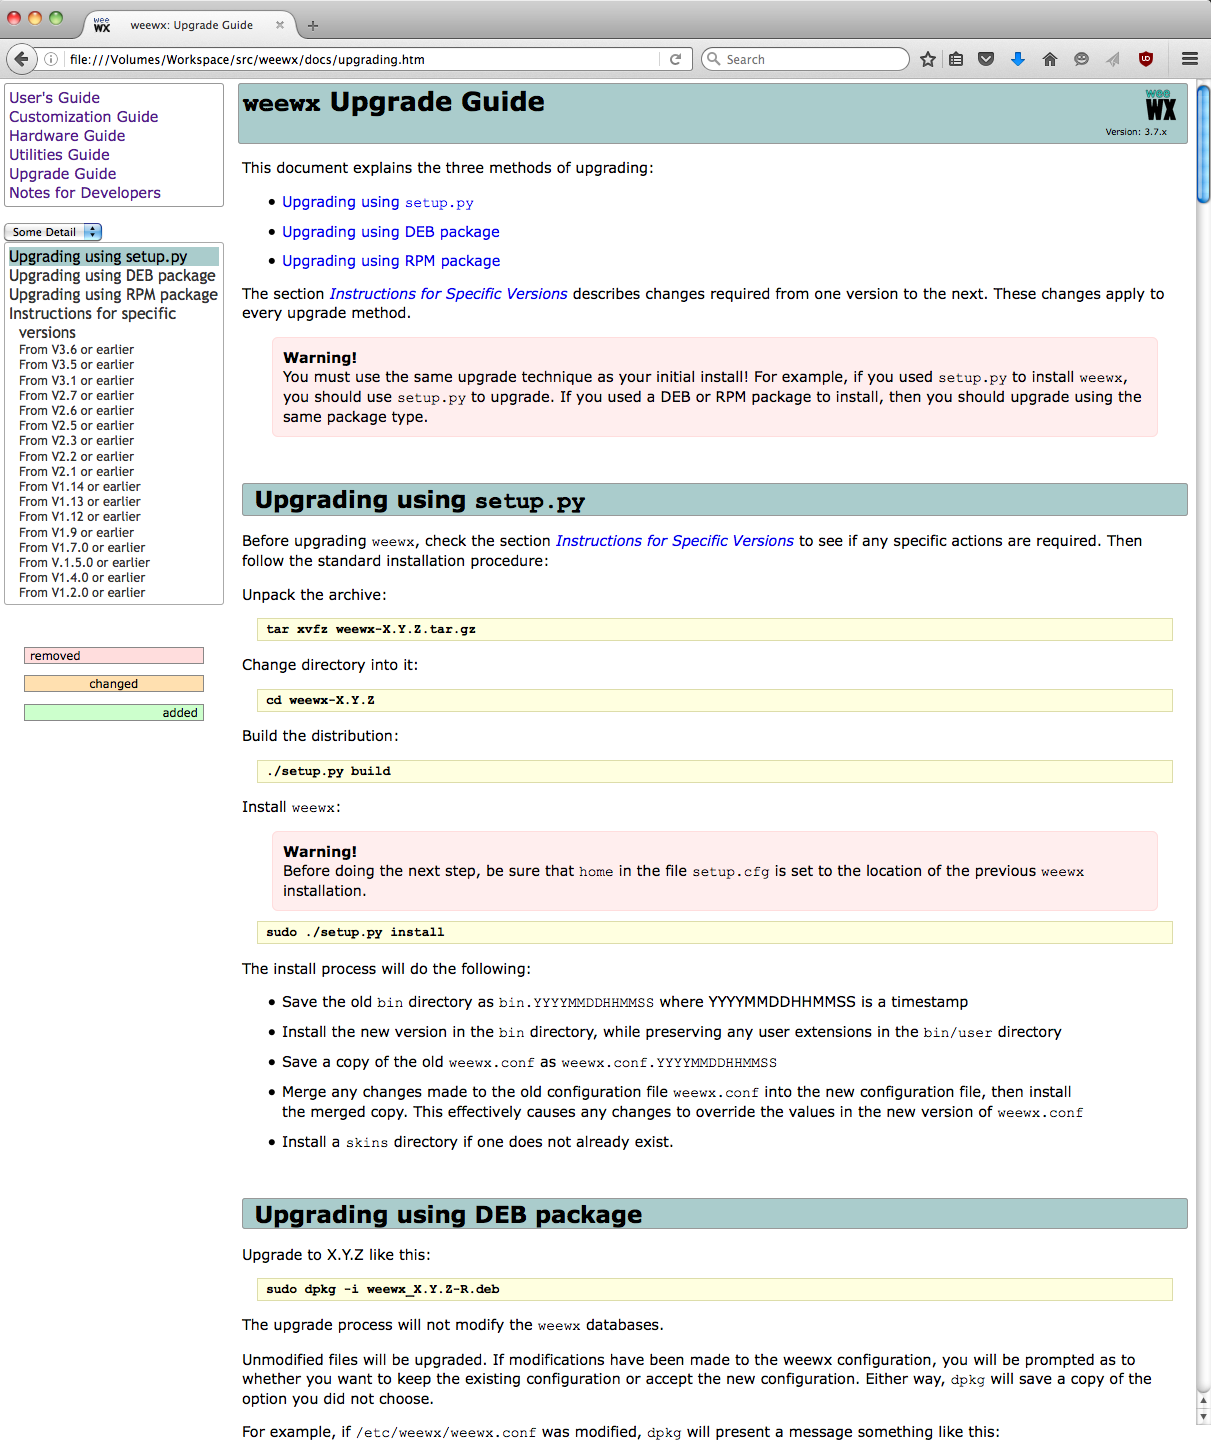 wee
WX
weewx: Upgrade Guide
file:///Volumes/Workspace/src/weewx/docs/upgrading.htm
Search
User's Guide
Customization Guide
Hardware Guide
Utilities Guide
Upgrade Guide
Notes for Developers
Some Detail
Upgrading using setup.py
Upgrading using DEB package
Upgrading using RPM package
Instructions for specific
versions
From V3.6 or earlier
From V3.5 or earlier
From V3.1 or earlier
From V2.7 or earlier
From V2.6 or earlier
From V2.5 or earlier
From V2.3 or earlier
From V2.2 or earlier
From V2.1 or earlier
From V1.14 or earlier
From V1.13 or earlier
From V1.12 or earlier
From V1.9 or earlier
From V1.7.0 or earlier
From V.1.5.0 or earlier
From V1.4.0 or earlier
From V1.2.0 or earlier
removed
changed
added
weewx Upgrade Guide
wee
WX
Version: 3.7.x
This document explains the three methods of upgrading:
• Upgrading using setup.py
• Upgrading using DEB package
• Upgrading using RPM package
The section Instructions for Specific Versions describes changes required from one version to the next. These changes apply to
every upgrade method.
Warning!
You must use the same upgrade technique as your initial install! For example, if you used setup.py to install weewx,
you should use setup.py to upgrade. If you used a DEB or RPM package to install, then you should upgrade using the
same package type.
Upgrading using setup.py
Before upgrading weewx, check the section Instructions for Specific Versions to see if any specific actions are required. Then
follow the standard installation procedure:
Unpack the archive:
tar xvfz weewx-X.Y.Z.tar.gz
Change directory into it:
cd weewx-X.Y.Z
Build the distribution:
./setup.py build
Install weewx:
Warning!
Before doing the next step, be sure that home in the file setup.cfg is set to the location of the previous weewx
installation.
sudo ./setup.py install
The install process will do the following:
• Save the old bin directory as bin.YYYYMMDDHHMMSS where YYYYMMDDHHMMSS is a timestamp
• Install the new version in the bin directory, while preserving any user extensions in the bin/user directory
• Save a copy of the old weewx.conf as weewx.conf.YYYYMMDDHHMMSS
• Merge any changes made to the old configuration file weewx.conf into the new configuration file, then install
the merged copy. This effectively causes any changes to override the values in the new version of weewx.conf
• Install a skins directory if one does not already exist.
Upgrading using DEB package
Upgrade to X.Y.Z like this:
sudo dpkg -i weewx_X.Y.Z-R.deb
The upgrade process will not modify the weewx databases.
Unmodified files will be upgraded. If modifications have been made to the weewx configuration, you will be prompted as to
whether you want to keep the existing configuration or accept the new configuration. Either way, dpkg will save a copy of the
option you did not choose.
For example, if /etc/weewx/weewx.conf was modified, dpkg will present a message something like this: